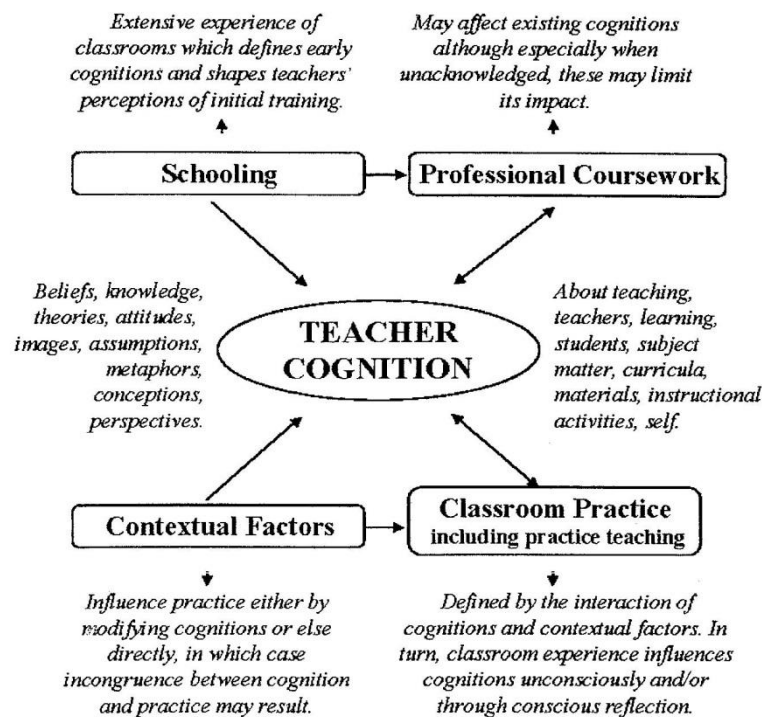 Extensive experience of
classrooms which defines early
cognitions and shapes teachers'
perceptions of initial training.
May affect existing cognitions
although especially when
unacknowledged, these may limit
its impact.
Schooling
Professional Coursework
Beliefs, knowledge,
theories, attitudes,
images, assumptions,
metaphors,
conceptions,
perspectives.
TEACHER
COGNITION
About teaching,
teachers, learning,
students, subject
matter, curricula,
materials, instructional
activities, self.
Contextual Factors
Classroom Practice
including practice teaching
Influence practice either by
modifying cognitions or else
directly, in which case
incongruence between cognition
and practice may result.
Defined by the interaction of
cognitions and contextual factors. In
turn, classroom experience influences
cognitions unconsciously and/or
through conscious reflection.